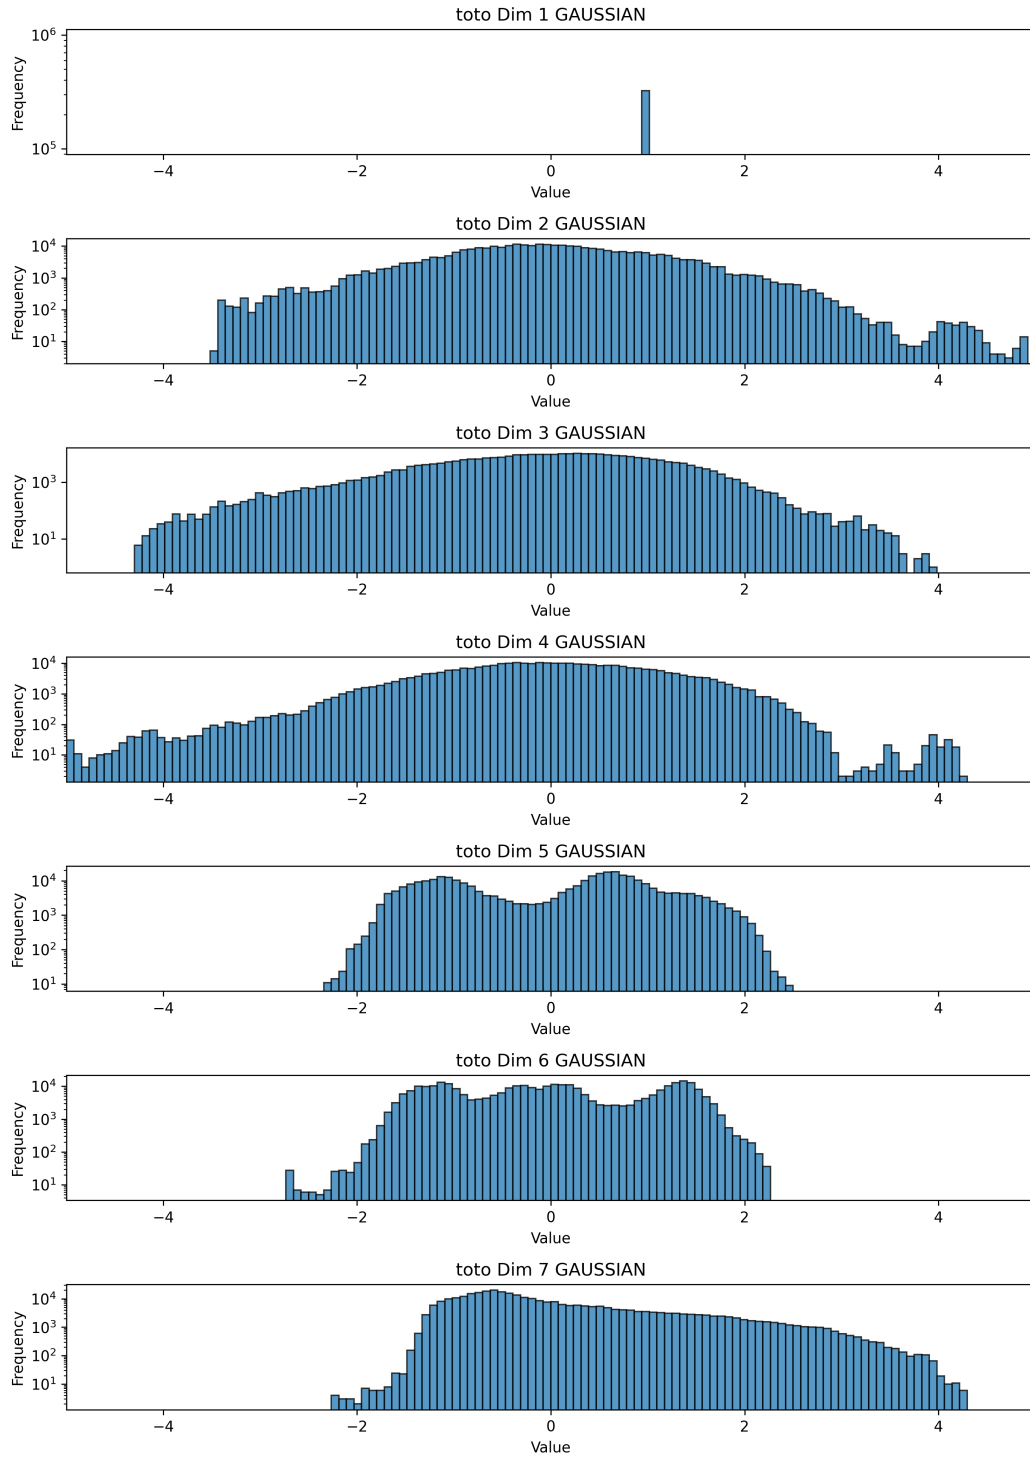 toto Dim 1 GAUSSIAN
10⁶
10⁵
Frequency
−4 −2 0 2 4
Value
toto Dim 2 GAUSSIAN
10⁴
10³
10²
10¹
Frequency
−4 −2 0 2 4
Value
toto Dim 3 GAUSSIAN
10³
10¹
Frequency
−4 −2 0 2 4
Value
toto Dim 4 GAUSSIAN
10⁴
10³
10²
10¹
Frequency
−4 −2 0 2 4
Value
toto Dim 5 GAUSSIAN
10⁴
10³
10²
10¹
Frequency
−4 −2 0 2 4
Value
toto Dim 6 GAUSSIAN
10⁴
10³
10²
10¹
Frequency
−4 −2 0 2 4
Value
toto Dim 7 GAUSSIAN
10⁴
10³
10²
10¹
Frequency
−4 −2 0 2 4
Value